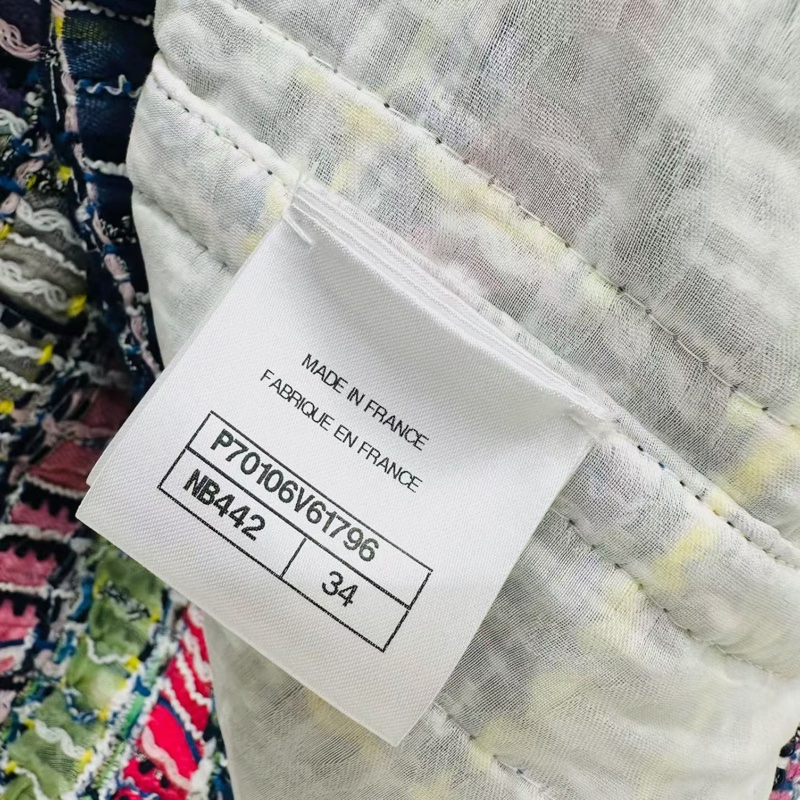 MADE IN FRANCE
FABRIQUE EN FRANCE
P70106V61796
NB442 34